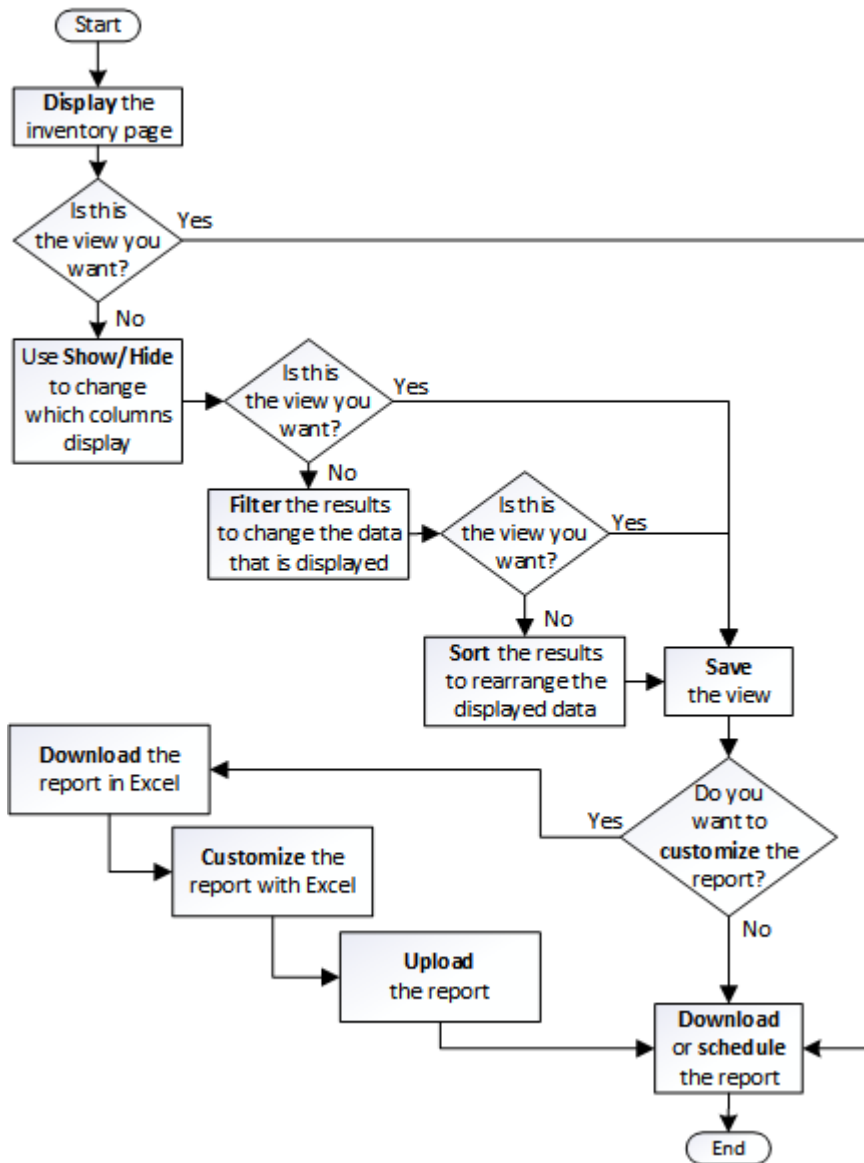 Start
Display the
inventory page
Is this
the view you
want?
Yes
No
Use Show/Hide
to change
which columns
display
Is this
the view you
want?
Yes
No
Filter the results
to change the data
that is displayed
Is this
the view you
want?
Yes
No
Sort the results
to rearrange the
displayed data
Save
the view
Do you
want to
customize the
report?
Yes
No
Download the
report in Excel
Customize the
report with Excel
Upload
the report
Download
or schedule
the report
End